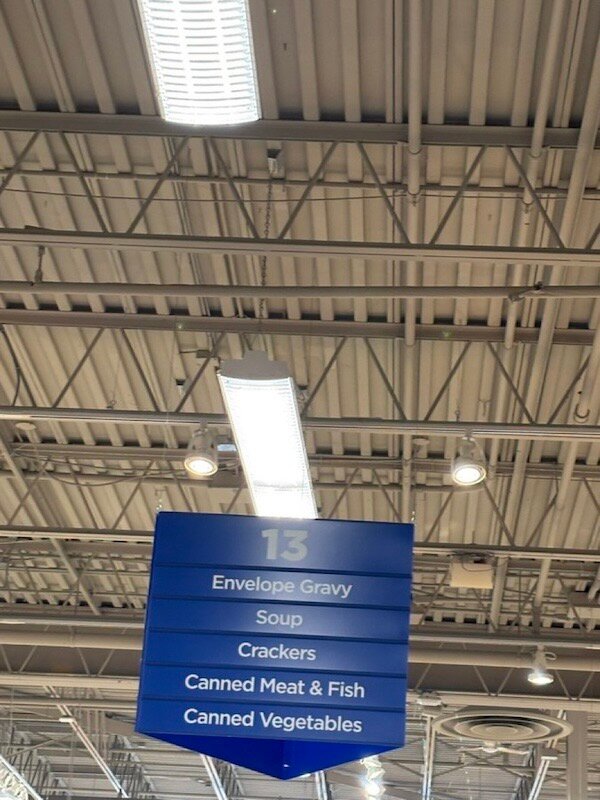 13
Envelope Gravy
Soup
Crackers
Canned Meat & Fish
Canned Vegetables